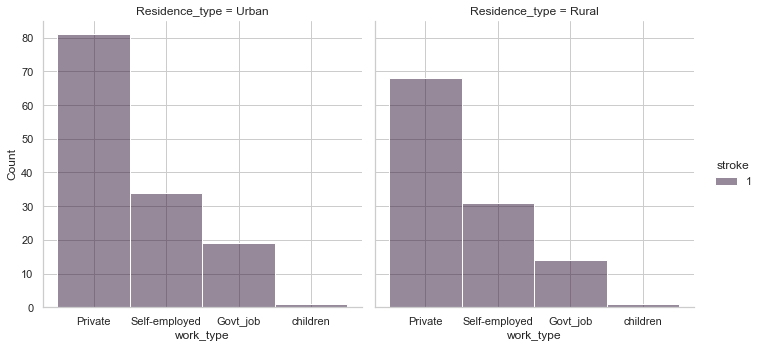 Residence_type = Urban
Residence_type = Rural
80
70
60
50
40
30
20
10
0
Count
Private Self-employed Govt_job children
work_type
Private Self-employed Govt_job children
work_type
stroke
1